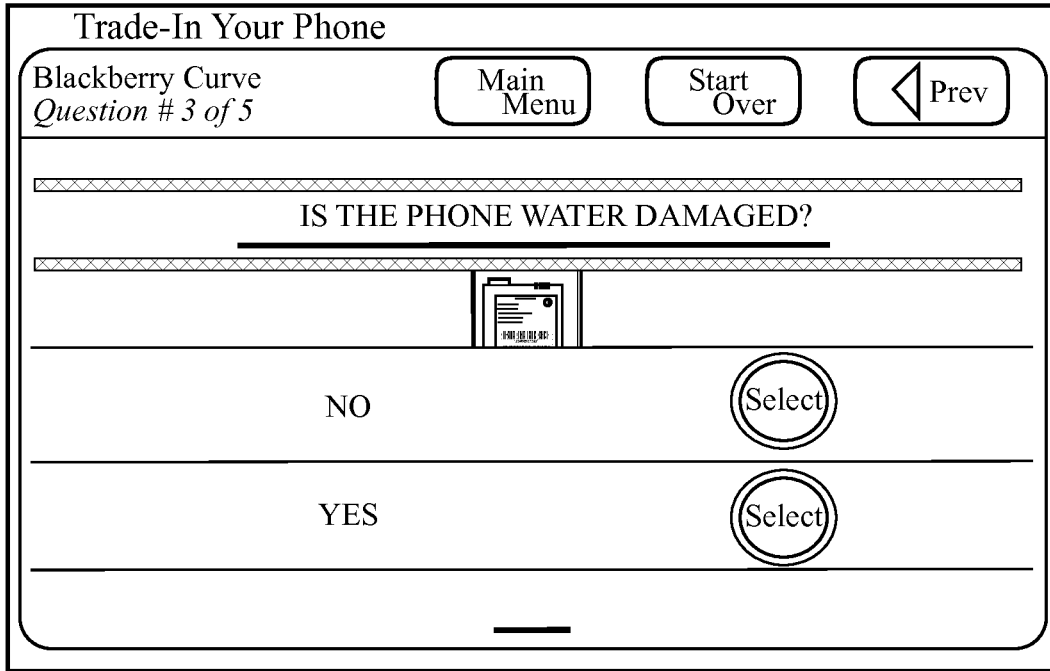 Trade-In Your Phone
Blackberry Curve
Question # 3 of 5
Main
Menu
Start
Over
Prev
IS THE PHONE WATER DAMAGED?
NO
Select
YES
Select